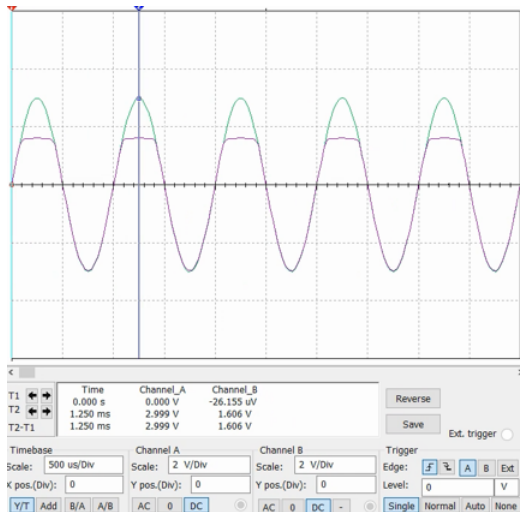 Time Channel_A Channel_B
T1 0.000 s 0.000 V -26.155 uV
T2 1.250 ms 2.999 V 1.606 V
T2-T1 1.250 ms 2.999 V 1.606 V
Reverse
Save
Ext. trigger
Timebase
Scale: 500 us/Div
X pos.(Div): 0
Y/T Add B/A A/B
Channel A
Scale: 2 V/Div
Y pos.(Div): 0
AC 0 DC
Channel B
Scale: 2 V/Div
Y pos.(Div): 0
AC 0 DC -
Trigger
Edge: A B Ext
Level: 0 V
Single Normal Auto None